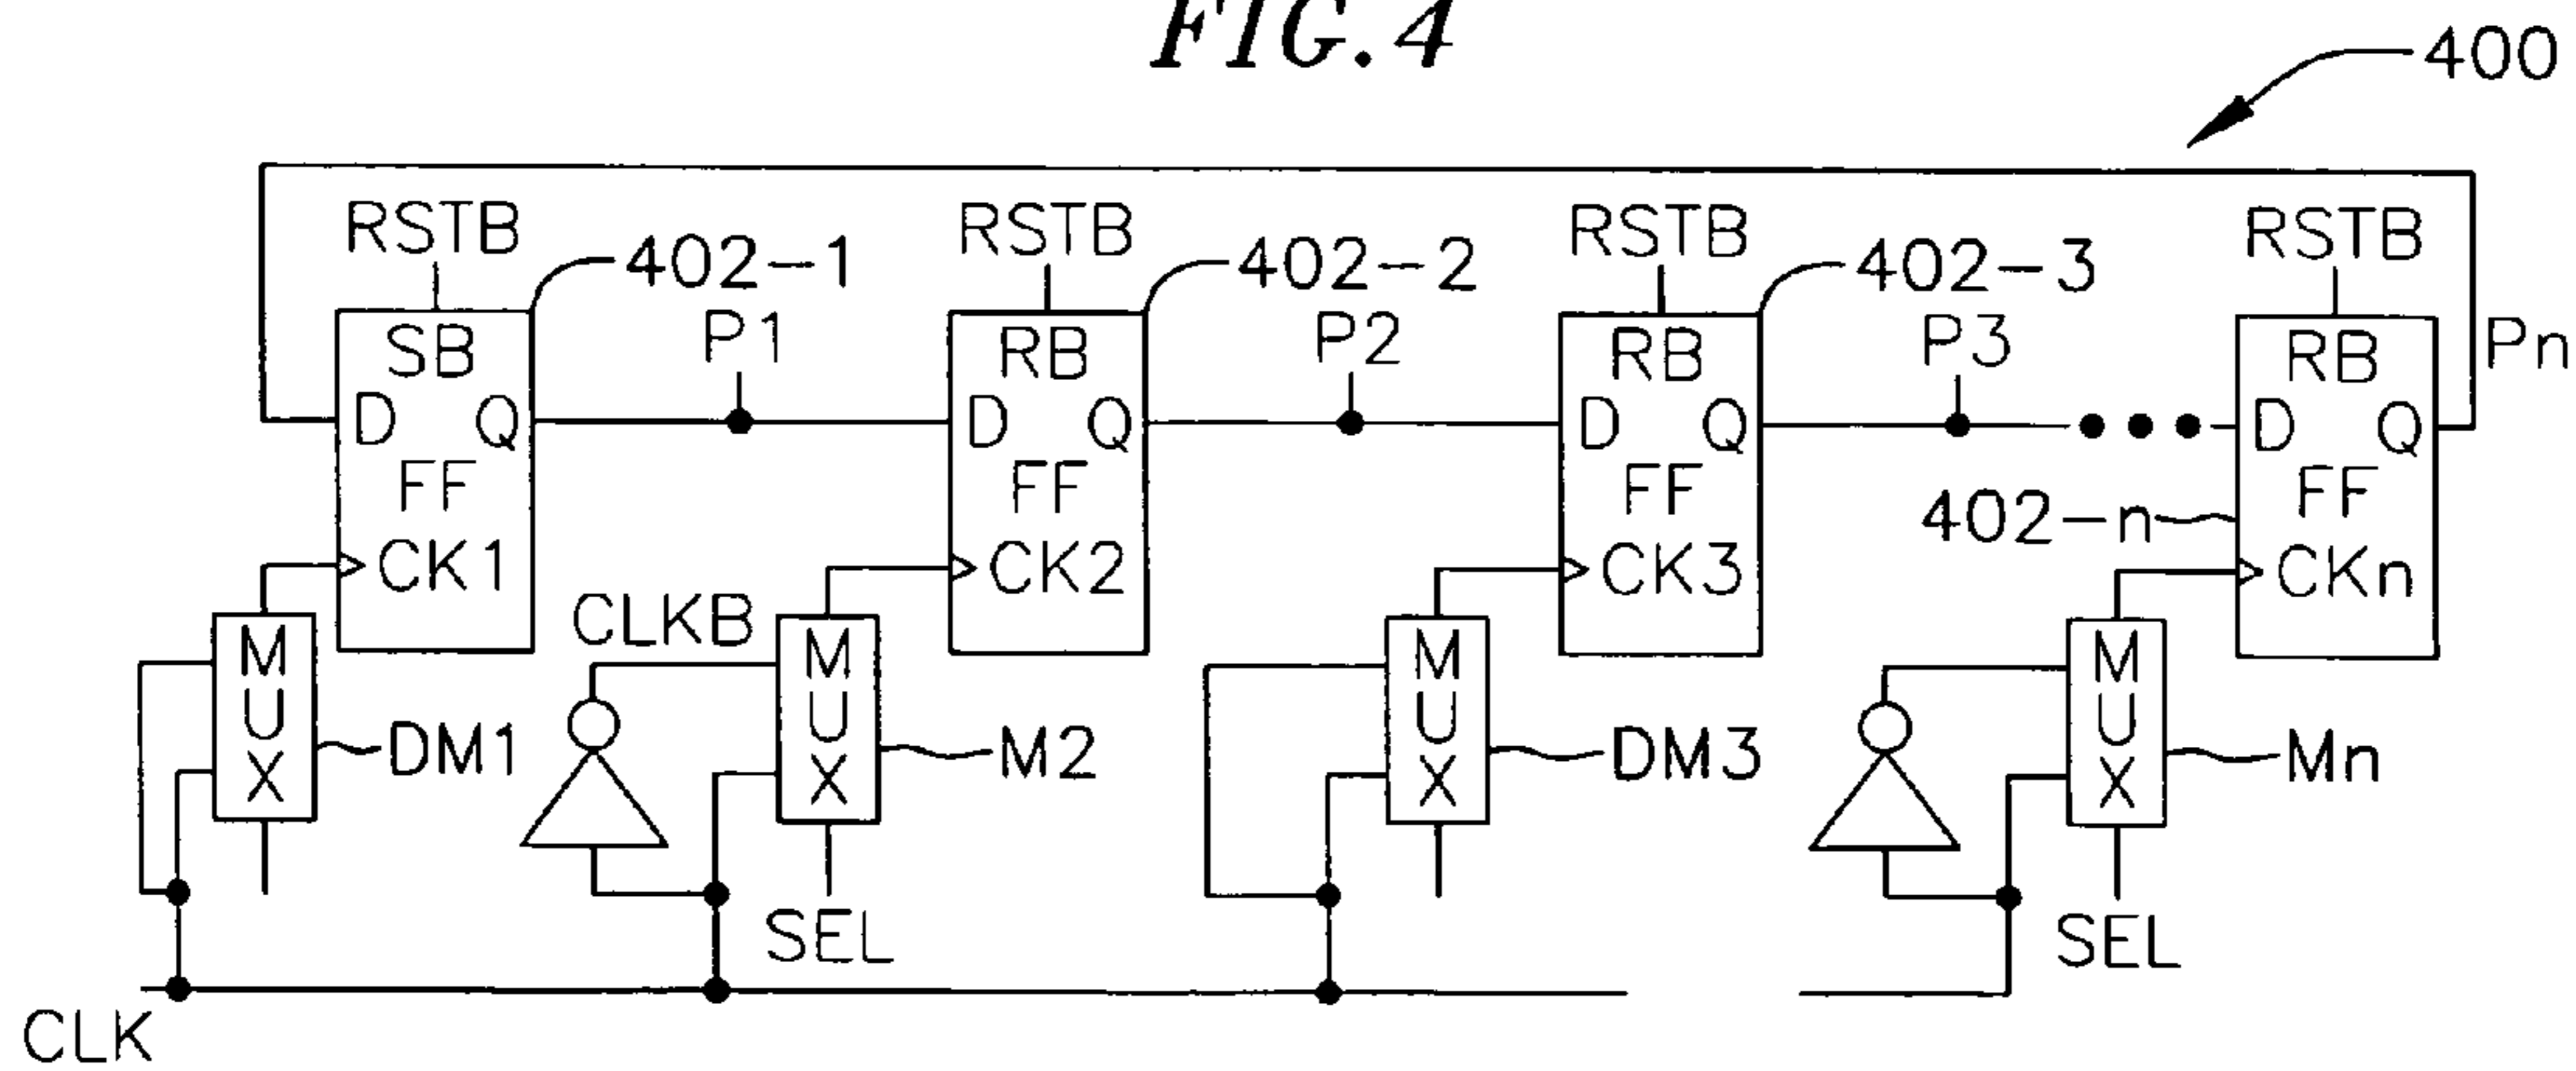 FIG.4
400
RSTB
402-1
RSTB
402-2
RSTB
402-3
RSTB
SB
P1
RB
P2
RB
P3
RB
Pn
D Q
D Q
D Q
D Q
FF
FF
FF
402-n
FF
CK1
CK2
CK3
CKn
MUX
DM1
CLKB
MUX
M2
MUX
DM3
MUX
Mn
SEL
SEL
CLK